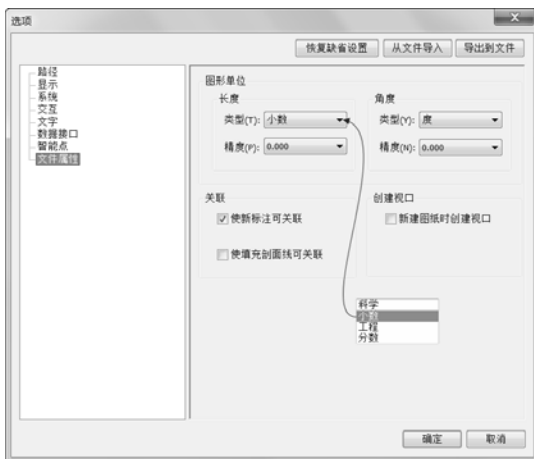 选项
恢复缺省设置 从文件导入 导出到文件
路径
显示
系统
交互
文字
数据接口
智能点
文件属性
图形单位
长度
类型(T): 小数
精度(P): 0.000
角度
类型(Y): 度
精度(N): 0.000
关联
使新标注可关联
使填充剖面线可关联
创建视口
新建图纸时创建视口
科学
小数
工程
分数
确定 取消